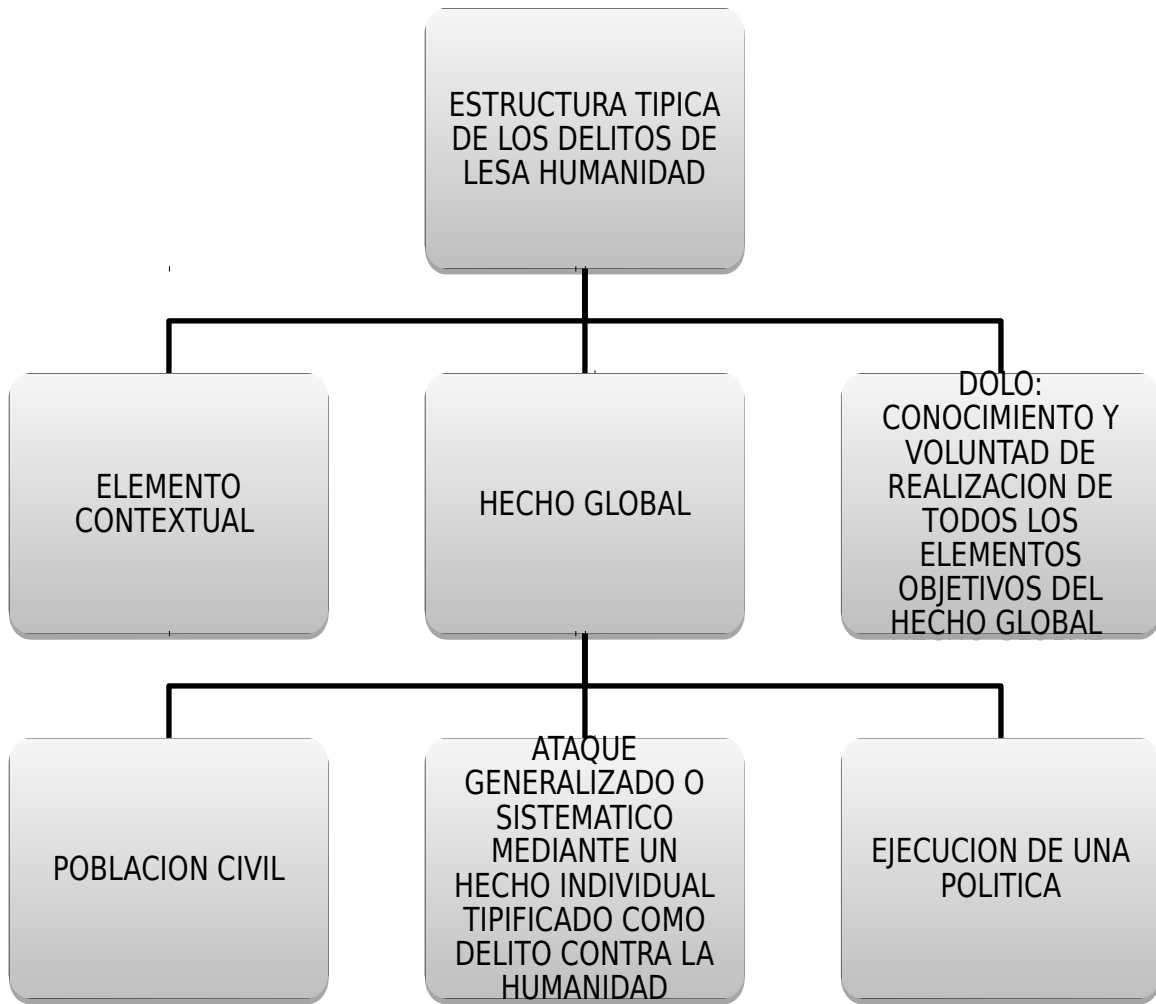 ESTRUCTURA TIPICA
DE LOS DELITOS DE
LESA HUMANIDAD
ELEMENTO
CONTEXTUAL
HECHO GLOBAL
DOLO:
CONOCIMIENTO Y
VOLUNTAD DE
REALIZACION DE
TODOS LOS
ELEMENTOS
OBJETIVOS DEL
HECHO GLOBAL
POBLACION CIVIL
ATAQUE
GENERALIZADO O
SISTEMATICO
MEDIANTE UN
HECHO INDIVIDUAL
TIPIFICADO COMO
DELITO CONTRA LA
HUMANIDAD
EJECUCION DE UNA
POLITICA